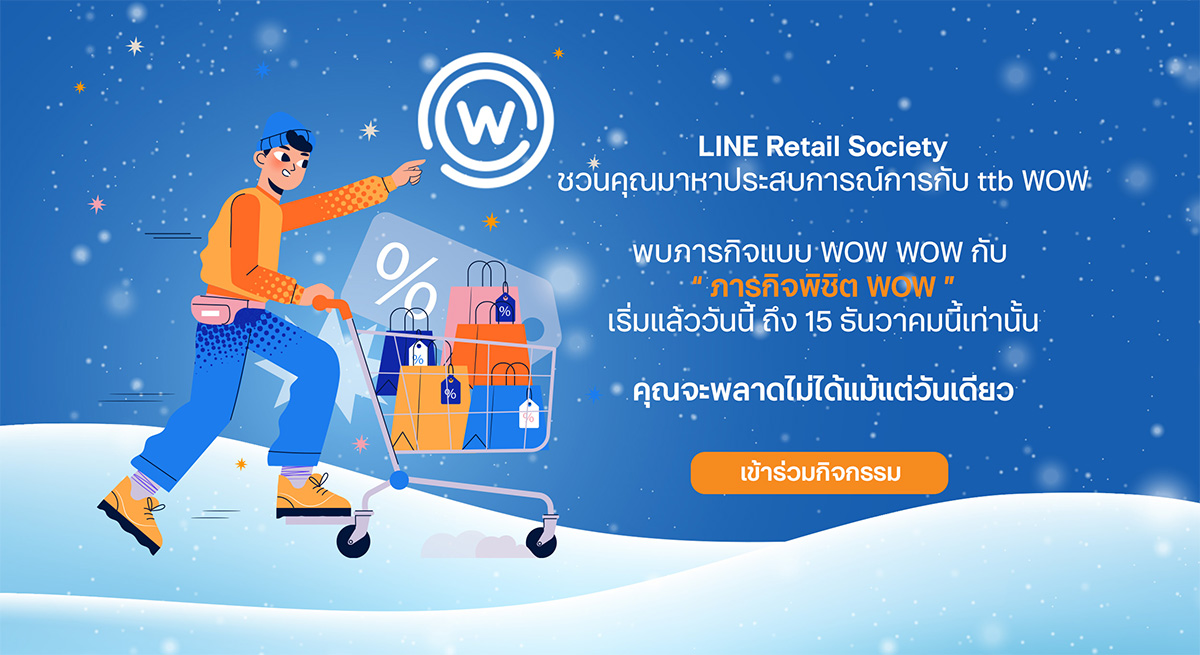 W
LINE Retail Society
ชวนคุณมาหาประสบการณ์การกับ ttb WOW
พบภารกิจแบบ WOW WOW กับ
“ ภารกิจพิชิต WOW ”
เริ่มแล้ววันนี้ ถึง 15 ธันวาคมนี้เท่านั้น
คุณจะพลาดไม่ได้แม้แต่วันเดียว
เข้าร่วมกิจกรรม
%
%
%
%
%